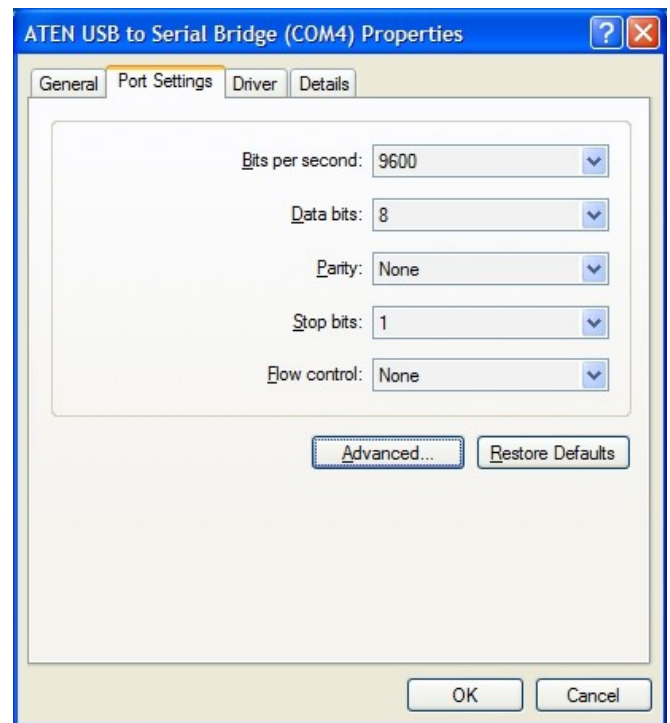 ATEN USB to Serial Bridge (COM4) Properties ?
General Port Settings Driver Details
Bits per second: 9600
Data bits: 8
Parity: None
Stop bits: 1
Flow control: None
Advanced... Restore Defaults
OK Cancel